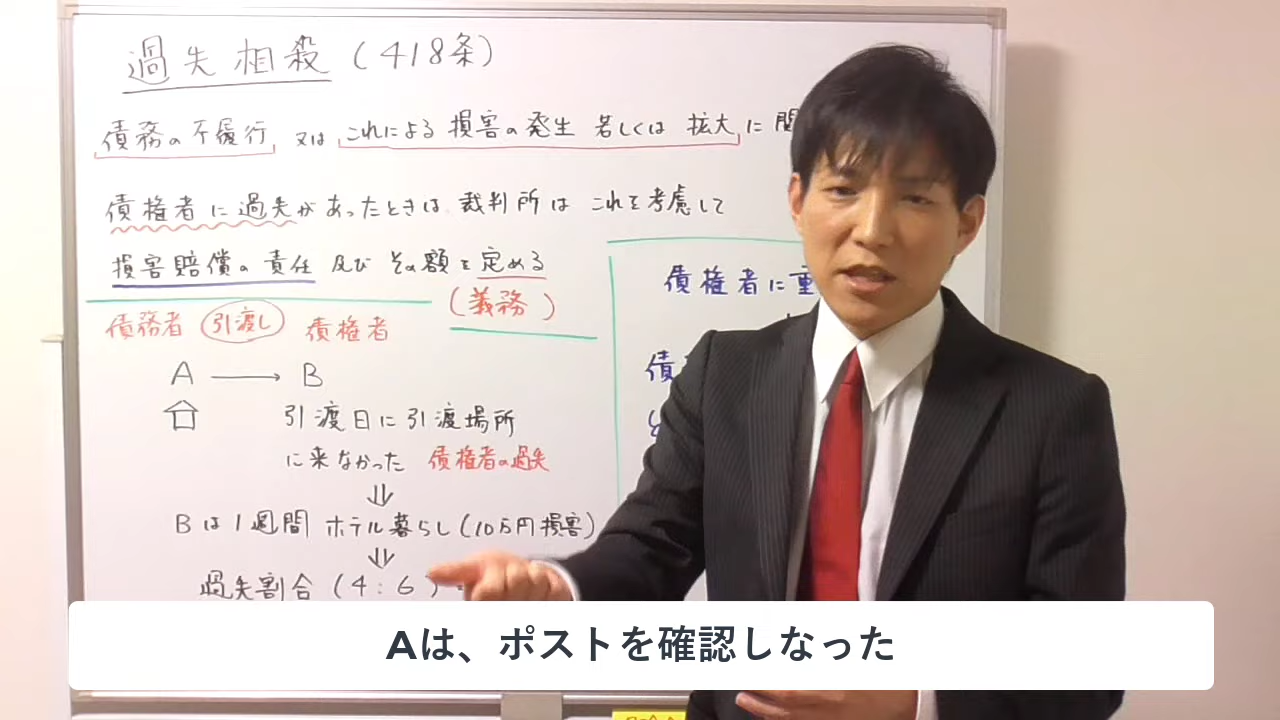 過失相殺(418条)
債務の不履行 又は これによる 損害の発生 若しくは 拡大 に 関
債権者に過失があったときは、裁判所は これを考慮して
損害賠償の責任 及び その額を定める
(義務)
債務者 引渡し 債権者
A → B
引渡日に引渡場所
に来なかった 債権者の過失
⇓
Bは1週間 ホテル暮らし(10万円損害)
⇓
過失割合(4:6)
債権者に重
債
Aは、ポストを確認しなった